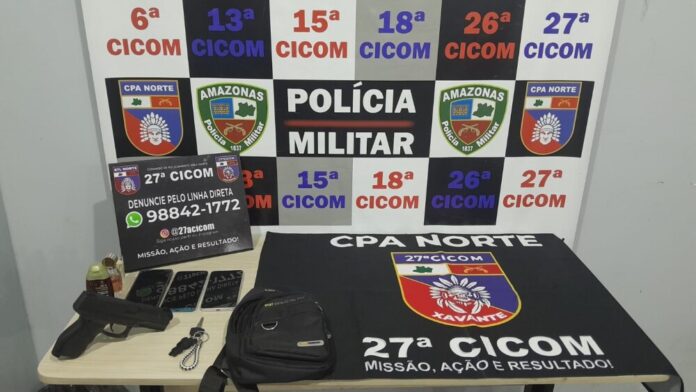 6ª CICOM
13ª CICOM
15ª CICOM
18ª CICOM
26ª CICOM
27ª CICOM
CPA NORTE
AMAZONAS
Polícia Militar
1837
POLÍCIA
MILITAR
AMAZONAS
Polícia Militar
1837
CPA NORTE
15ª CICOM
18ª CICOM
26ª CICOM
27ª CICOM
27ª CICOM
DENUNCIE PELO LINHA DIRETA
98842-1772
@27acicom
MISSÃO, AÇÃO E RESULTADO!
CPA NORTE
27ª CICOM
XAVANTE
27ª CICOM
MISSÃO, AÇÃO E RESULTADO!